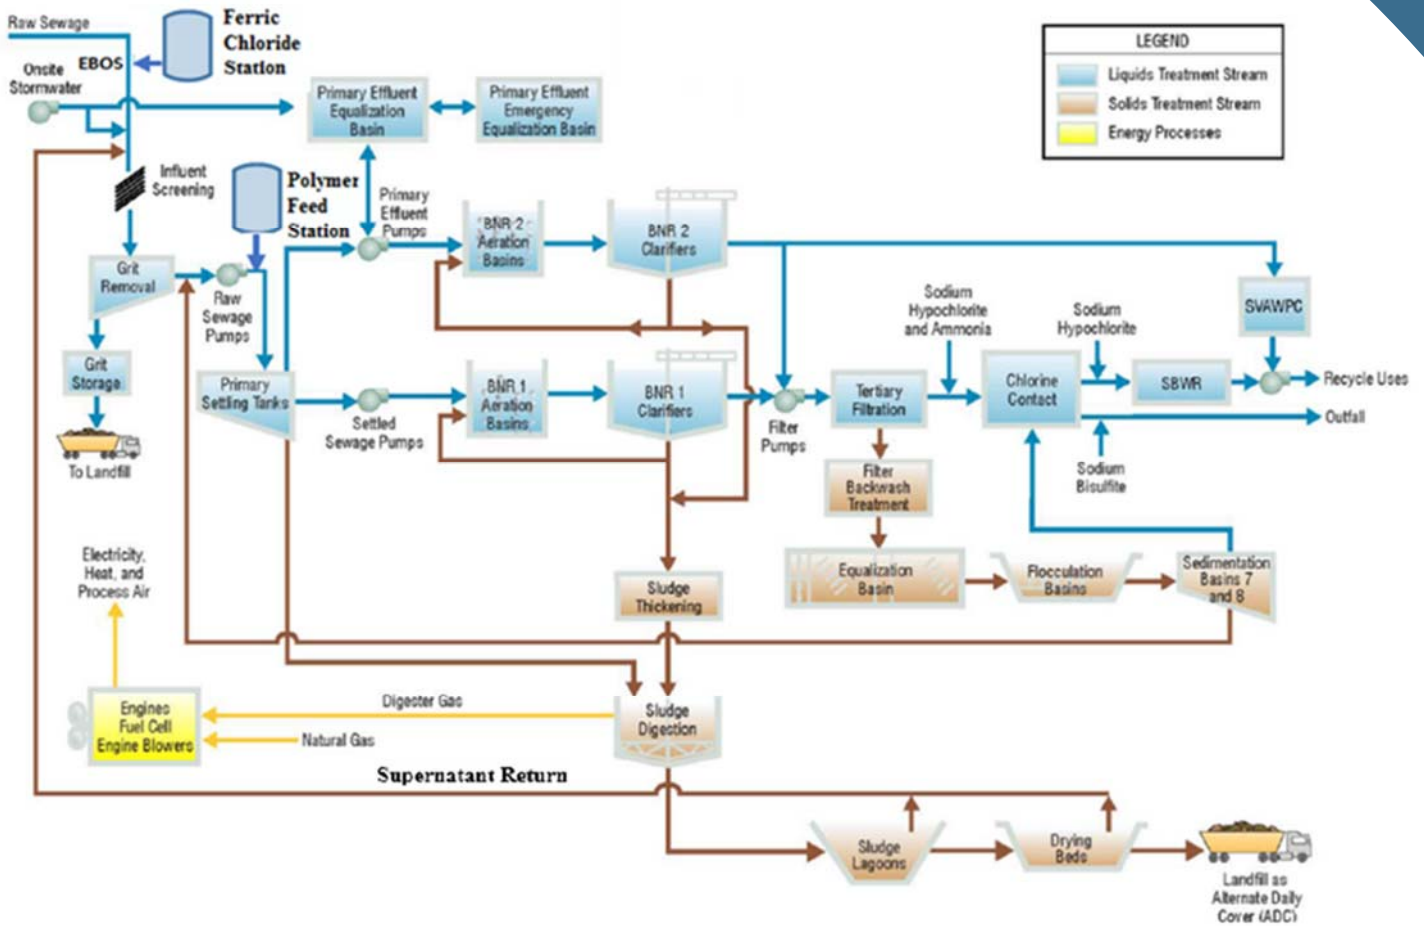 Raw Sewage
Ferric
Chloride
Station
EBOS
Onsite
Stormwater
Primary Effluent
Equalization
Basin
Primary Effluent
Emergency
Equalization Basin
LEGEND
Liquids Treatment Stream
Solids Treatment Stream
Energy Processes
Influent
Screening
Polymer
Feed
Station
Primary
Effluent
Pumps
BNR 2
Aeration
Basins
BNR 2
Clarifiers
Grit
Removal
Raw
Sewage
Pumps
Sodium
Hypochlorite
and Ammonia
Sodium
Hypochlorite
SVAWPC
Grit
Storage
Primary
Settling Tanks
Settled
Sewage Pumps
BNR 1
Aeration
Basins
BNR 1
Clarifiers
Filter
Pumps
Tertiary
Filtration
Chlorine
Contact
SBWR
Recycle Uses
Outfall
To Landfill
Sodium
Bisulfite
Filter
Backwash
Treatment
Electricity,
Heat, and
Process Air
Sludge
Thickening
Equalization
Basin
Flocculation
Basins
Sedimentation
Basins 7
and 8
Engines
Fuel Cell
Engine Blowers
Digester Gas
Natural Gas
Sludge
Digestion
Supernatant Return
Sludge
Lagoons
Drying
Beds
Landfill as
Alternate Daily
Cover (ADC)